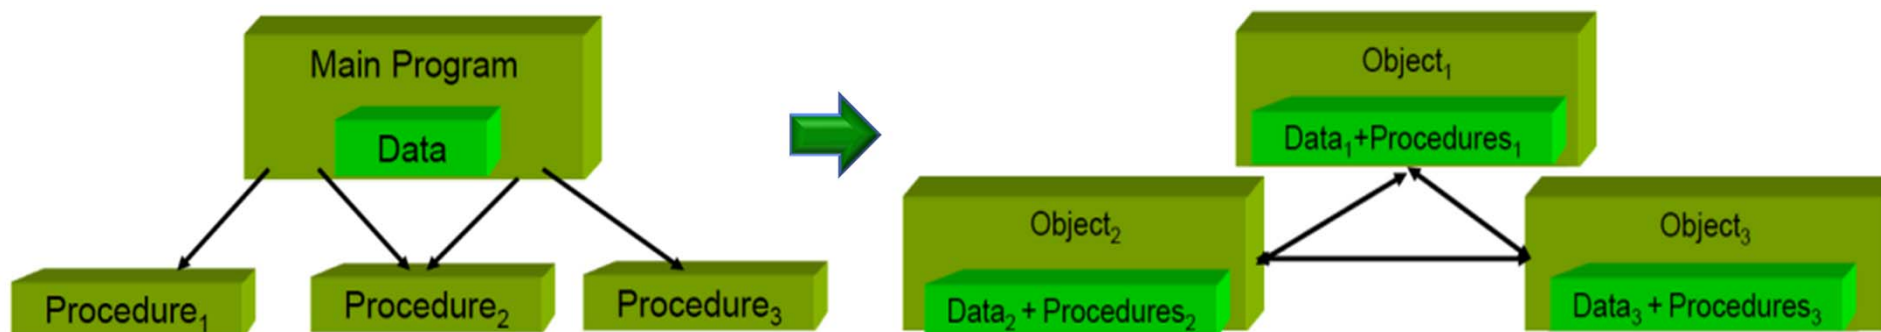 Main Program
Data
Procedure₁
Procedure₂
Procedure₃
Object₁
Data₁+Procedures₁
Object₂
Data₂ + Procedures₂
Object₃
Data₃ + Procedures₃